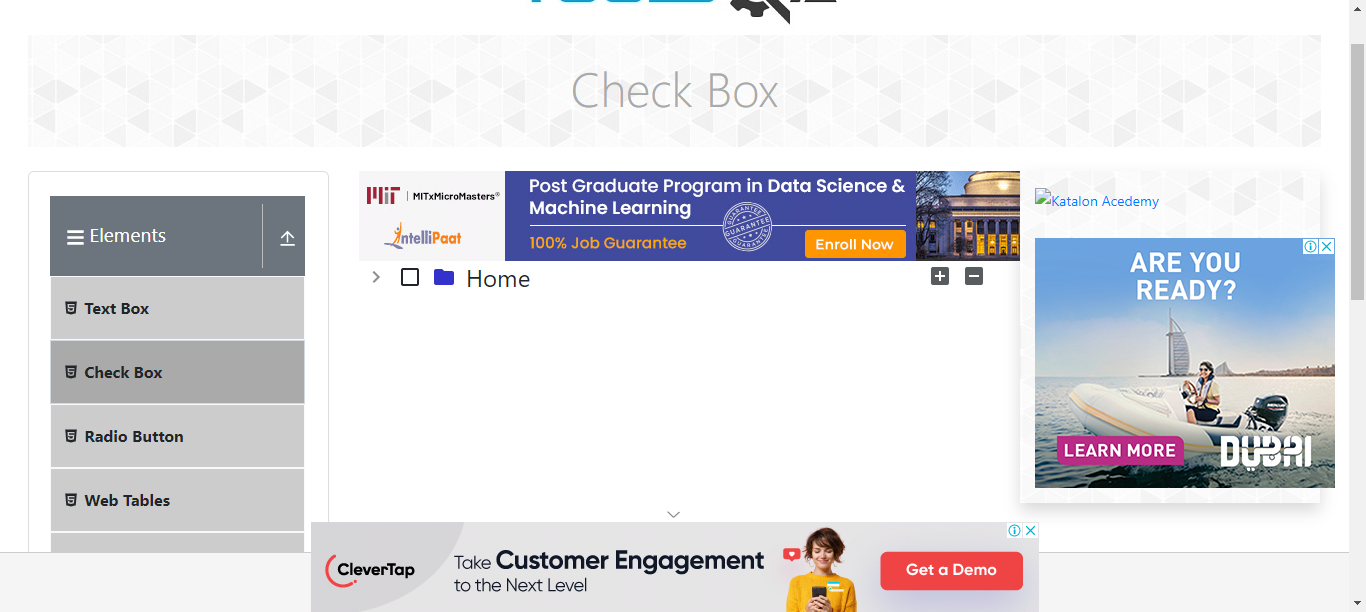 Check Box
Elements
Text Box
Check Box
Radio Button
Web Tables
MIT | MITxMicroMasters®
IntelliPaat
Post Graduate Program in Data Science &
Machine Learning
100% Job Guarantee
GUARANTEE
Enroll Now
Home
Katalon Acedemy
ARE YOU
READY?
LEARN MORE
DUBAI
CleverTap
Take Customer Engagement
to the Next Level
Get a Demo